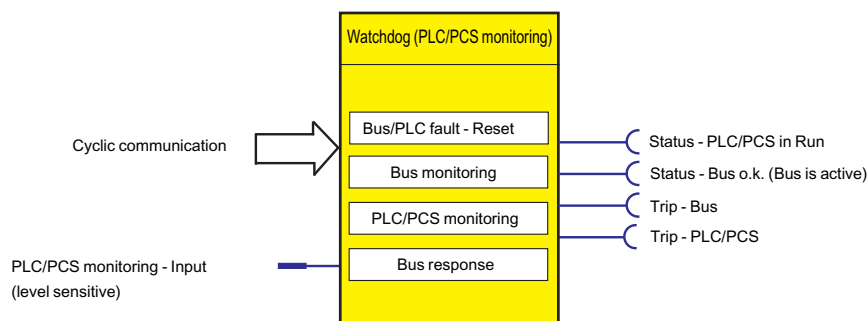 Watchdog (PLC/PCS monitoring)
Bus/PLC fault - Reset
Bus monitoring
PLC/PCS monitoring
Bus response
Cyclic communication
PLC/PCS monitoring - Input
(level sensitive)
Status - PLC/PCS in Run
Status - Bus o.k. (Bus is active)
Trip - Bus
Trip - PLC/PCS